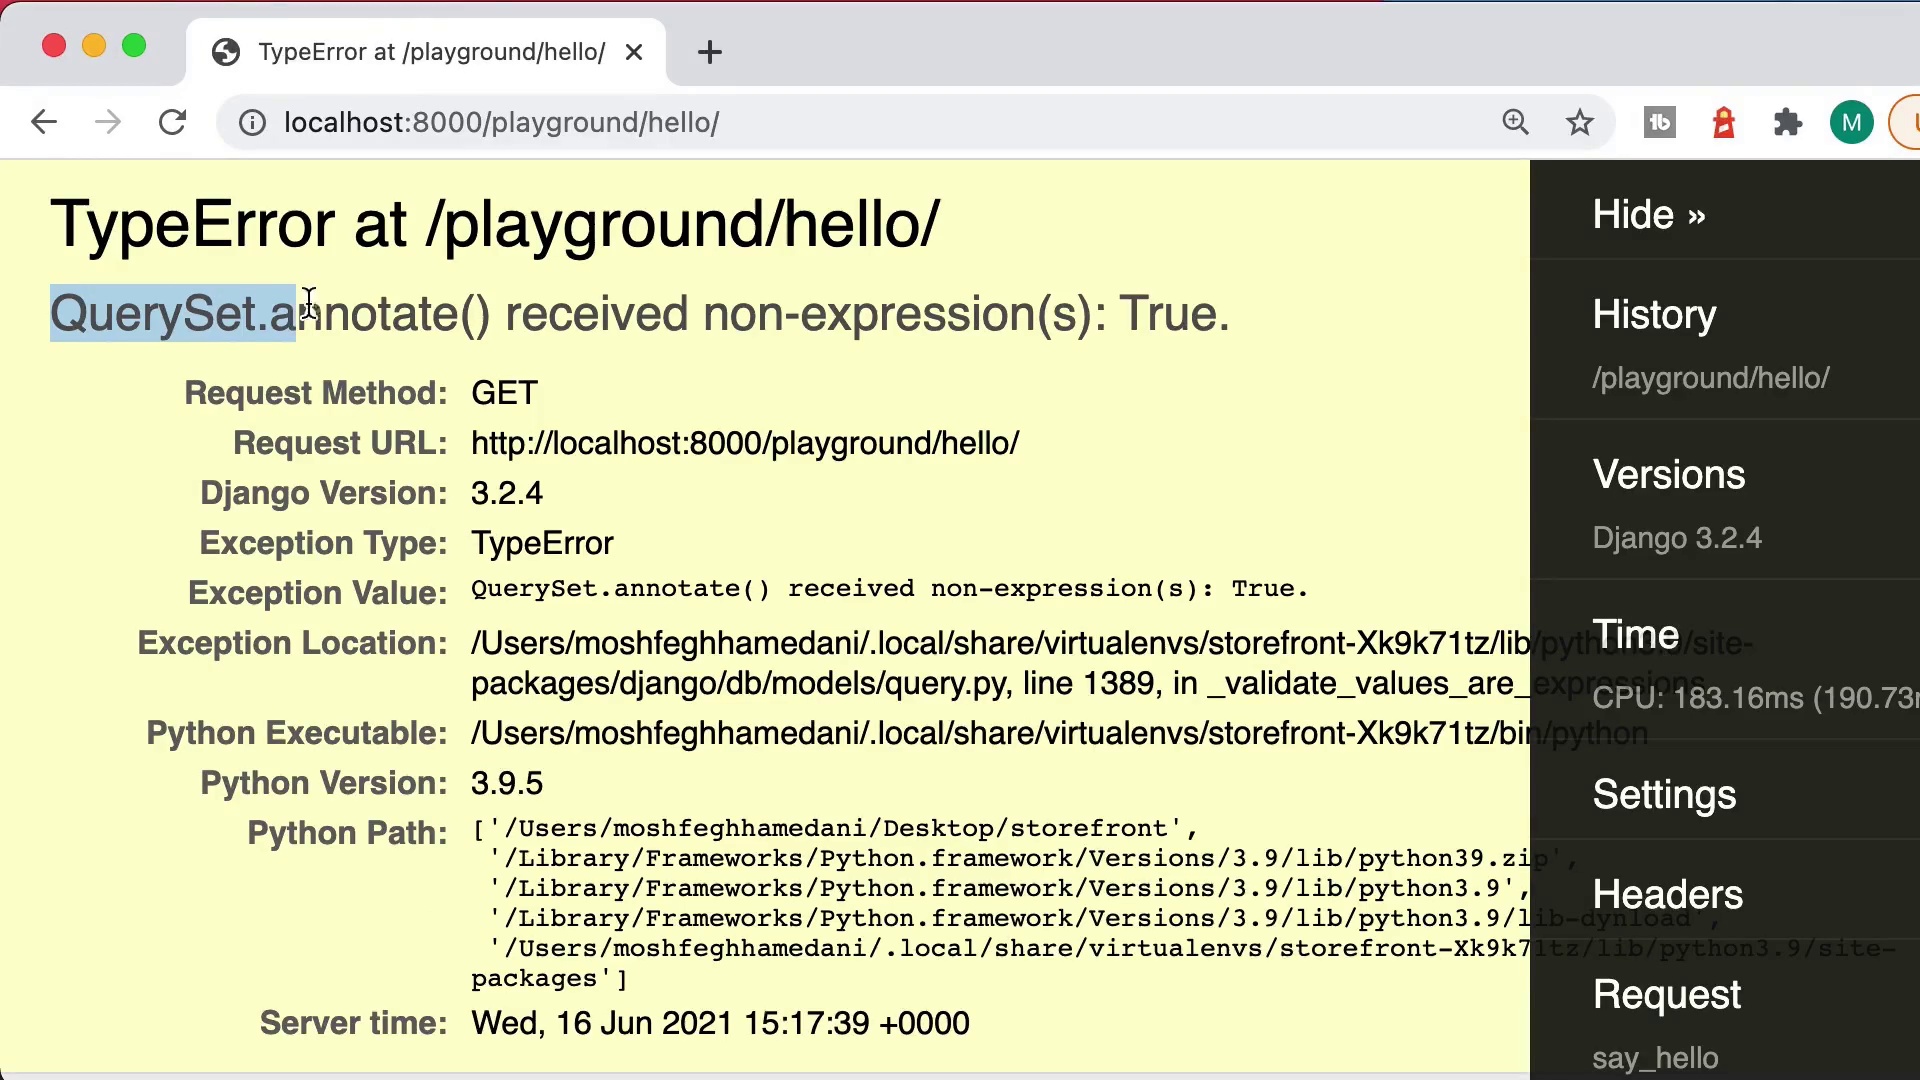 TypeError at /playground/hello/
localhost:8000/playground/hello/
M
TypeError at /playground/hello/
QuerySet.annotate() received non-expression(s): True.
Request Method: GET
Request URL: http://localhost:8000/playground/hello/
Django Version: 3.2.4
Exception Type: TypeError
Exception Value: QuerySet.annotate() received non-expression(s): True.
Exception Location: /Users/moshfeghhamedani/.local/share/virtualenvs/storefront-Xk9k71tz/lib/python3.9/site-
packages/django/db/models/query.py, line 1389, in _validate_values_are_expressions
Python Executable: /Users/moshfeghhamedani/.local/share/virtualenvs/storefront-Xk9k71tz/bin/python
Python Version: 3.9.5
Python Path: ['/Users/moshfeghhamedani/Desktop/storefront',
'/Library/Frameworks/Python.framework/Versions/3.9/lib/python39.zip',
'/Library/Frameworks/Python.framework/Versions/3.9/lib/python3.9',
'/Library/Frameworks/Python.framework/Versions/3.9/lib/python3.9/lib-dynload',
'/Users/moshfeghhamedani/.local/share/virtualenvs/storefront-Xk9k71tz/lib/python3.9/site-
packages']
Server time: Wed, 16 Jun 2021 15:17:39 +0000
Hide »
History
/playground/hello/
Versions
Django 3.2.4
Time
CPU: 183.16ms (190.73
Settings
Headers
Request
say_hello